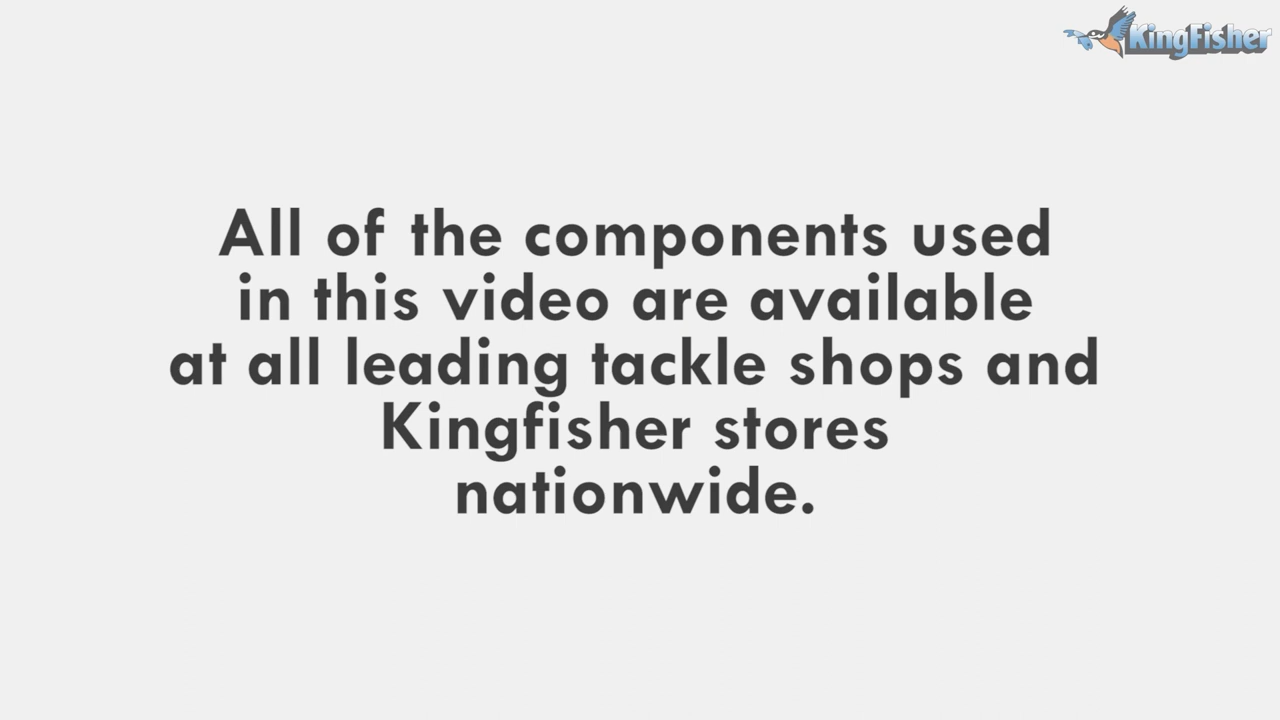 KingFisher
All of the components used
in this video are available
at all leading tackle shops and
Kingfisher stores
nationwide.